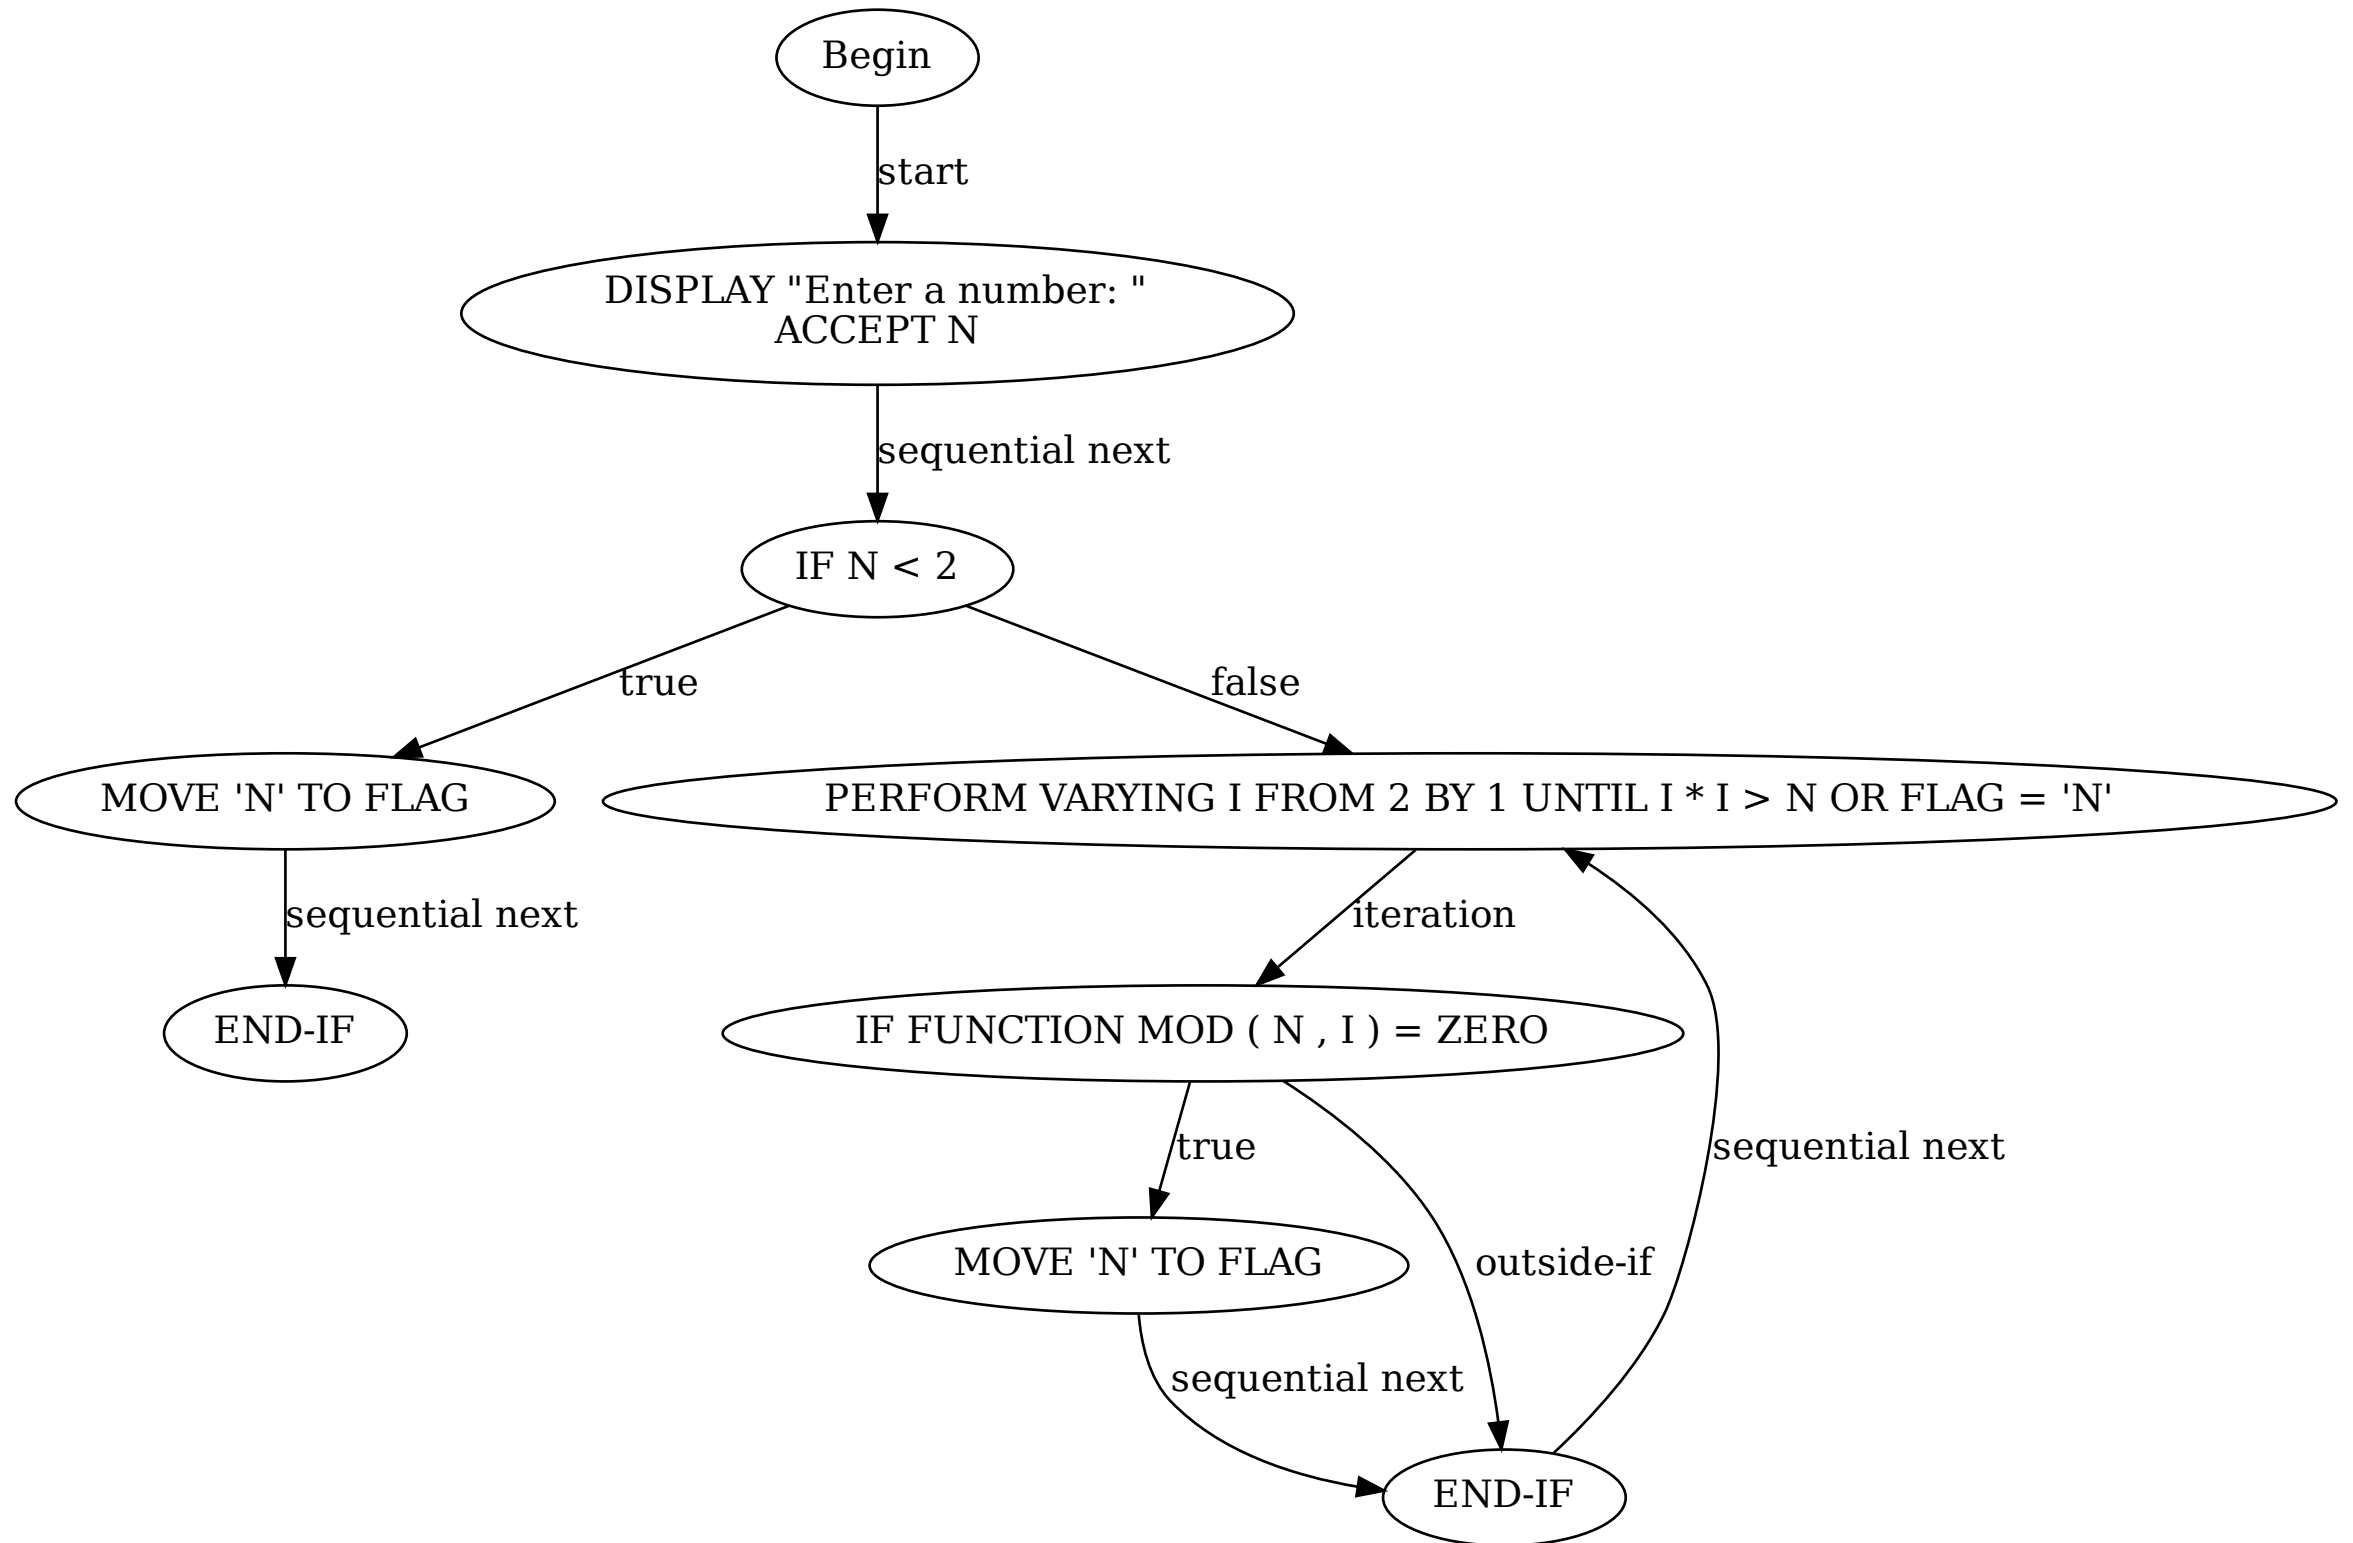 Begin
start
DISPLAY "Enter a number: "
ACCEPT N
sequential next
IF N < 2
true
false
MOVE 'N' TO FLAG
PERFORM VARYING I FROM 2 BY 1 UNTIL I * I > N OR FLAG = 'N'
sequential next
iteration
END-IF
IF FUNCTION MOD ( N , I ) = ZERO
true
sequential next
MOVE 'N' TO FLAG
outside-if
sequential next
END-IF